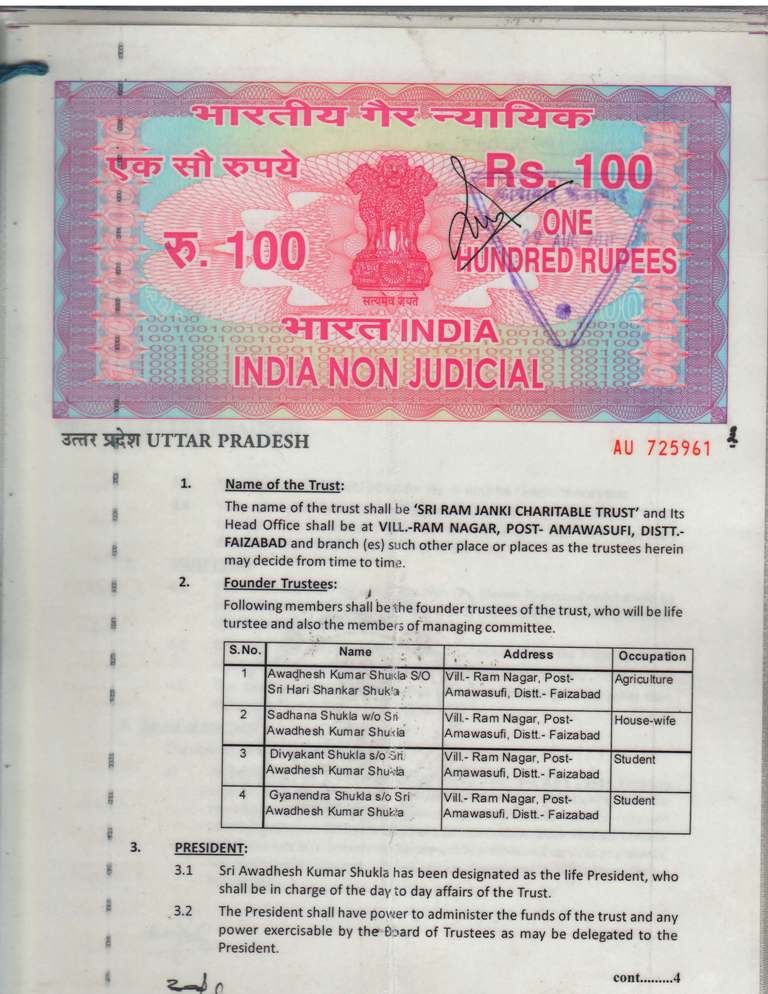 भारतीय गैर न्यायिक
एक सौ रुपये
Rs. 100
रु. 100
ONE
HUNDRED RUPEES
सत्यमेव जयते
भारत INDIA
INDIA NON JUDICIAL
उत्तर प्रदेश UTTAR PRADESH
AU 725961
1. Name of the Trust:
The name of the trust shall be ‘SRI RAM JANKI CHARITABLE TRUST’ and Its
Head Office shall be at VILL.-RAM NAGAR, POST- AMAWASUFI, DISTT.-
FAIZABAD and branch (es) such other place or places as the trustees herein
may decide from time to time.
2. Founder Trustees:
Following members shall be the founder trustees of the trust, who will be life
turstee and also the members of managing committee.
S.No. Name Address Occupation
1 Awadhesh Kumar Shukla S/O Vill.- Ram Nagar, Post- Agriculture
Sri Hari Shankar Shukla Amawasufi, Distt.- Faizabad
2 Sadhana Shukla w/o Sri Vill.- Ram Nagar, Post- House-wife
Awadhesh Kumar Shukla Amawasufi, Distt.- Faizabad
3 Divyakant Shukla s/o Sri Vill.- Ram Nagar, Post- Student
Awadhesh Kumar Shukla Amawasufi, Distt.- Faizabad
4 Gyanendra Shukla s/o Sri Vill.- Ram Nagar, Post- Student
Awadhesh Kumar Shukla Amawasufi, Distt.- Faizabad
3. PRESIDENT:
3.1 Sri Awadhesh Kumar Shukla has been designated as the life President, who
shall be in charge of the day to day affairs of the Trust.
3.2 The President shall have power to administer the funds of the trust and any
power exercisable by the Board of Trustees as may be delegated to the
President.
cont.........4